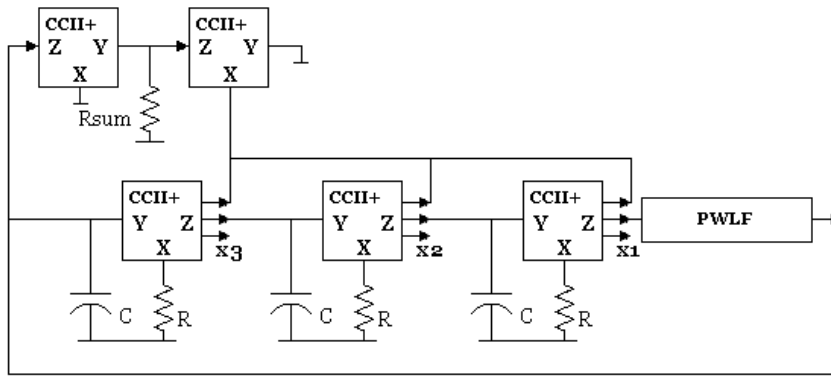 CCII+
Z Y
X
CCII+
Z Y
X
Rsum
CCII+
Y Z
X
x3
CCII+
Y Z
X
x2
CCII+
Y Z
X
x1
PWLF
C
R
C
R
C
R